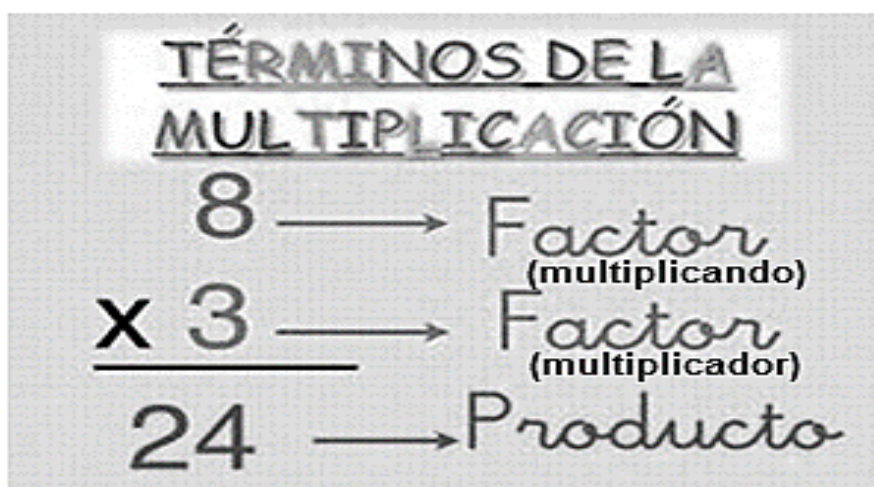 TÉRMINOS DE LA
MULTIPLICACIÓN
8 Factor
(multiplicando)
x 3 Factor
(multiplicador)
24 Producto